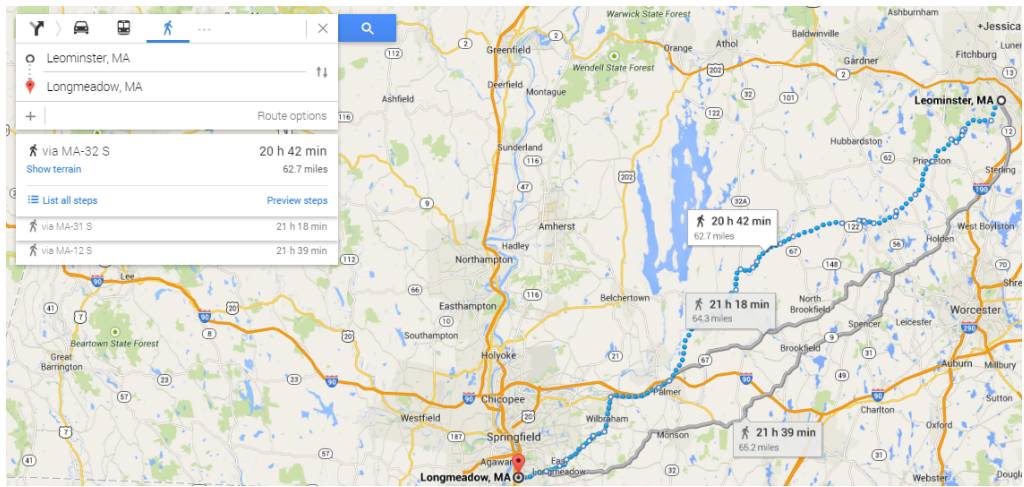 Leominster, MA
Longmeadow, MA
Route options
via MA-32 S 20 h 42 min
Show terrain 62.7 miles
List all steps Preview steps
via MA-31 S 21 h 18 min
via MA-12 S 21 h 39 min
Warwick State Forest
Ashburnham
+Jessica
Baldwinville
Greenfield
Orange
Athol
Fitchburg
Lunen
Wendell State Forest
Gardner
Deerfield
Montague
Ashfield
Leominster, MA
Hubbardston
Sunderland
Princeton
Sterling
20 h 42 min
62.7 miles
West Boylston
Amherst
Hadley
Holden
Northampton
Lee
Shre
Belchertown
North
Brookfield
Worcester
Easthampton
21 h 18 min
64.3 miles
Spencer
Leicester
Southampton
Beartown State Forest
Brookfield
Great
Barrington
Holyoke
Auburn
Millbury
Palmer
Chicopee
Charlton
Sutton
Westfield
Wilbraham
Oxford
Springfield
21 h 39 min
65.2 miles
Monson
Agawam
East
Longmeadow
Longmeadow, MA
Webster
Doug